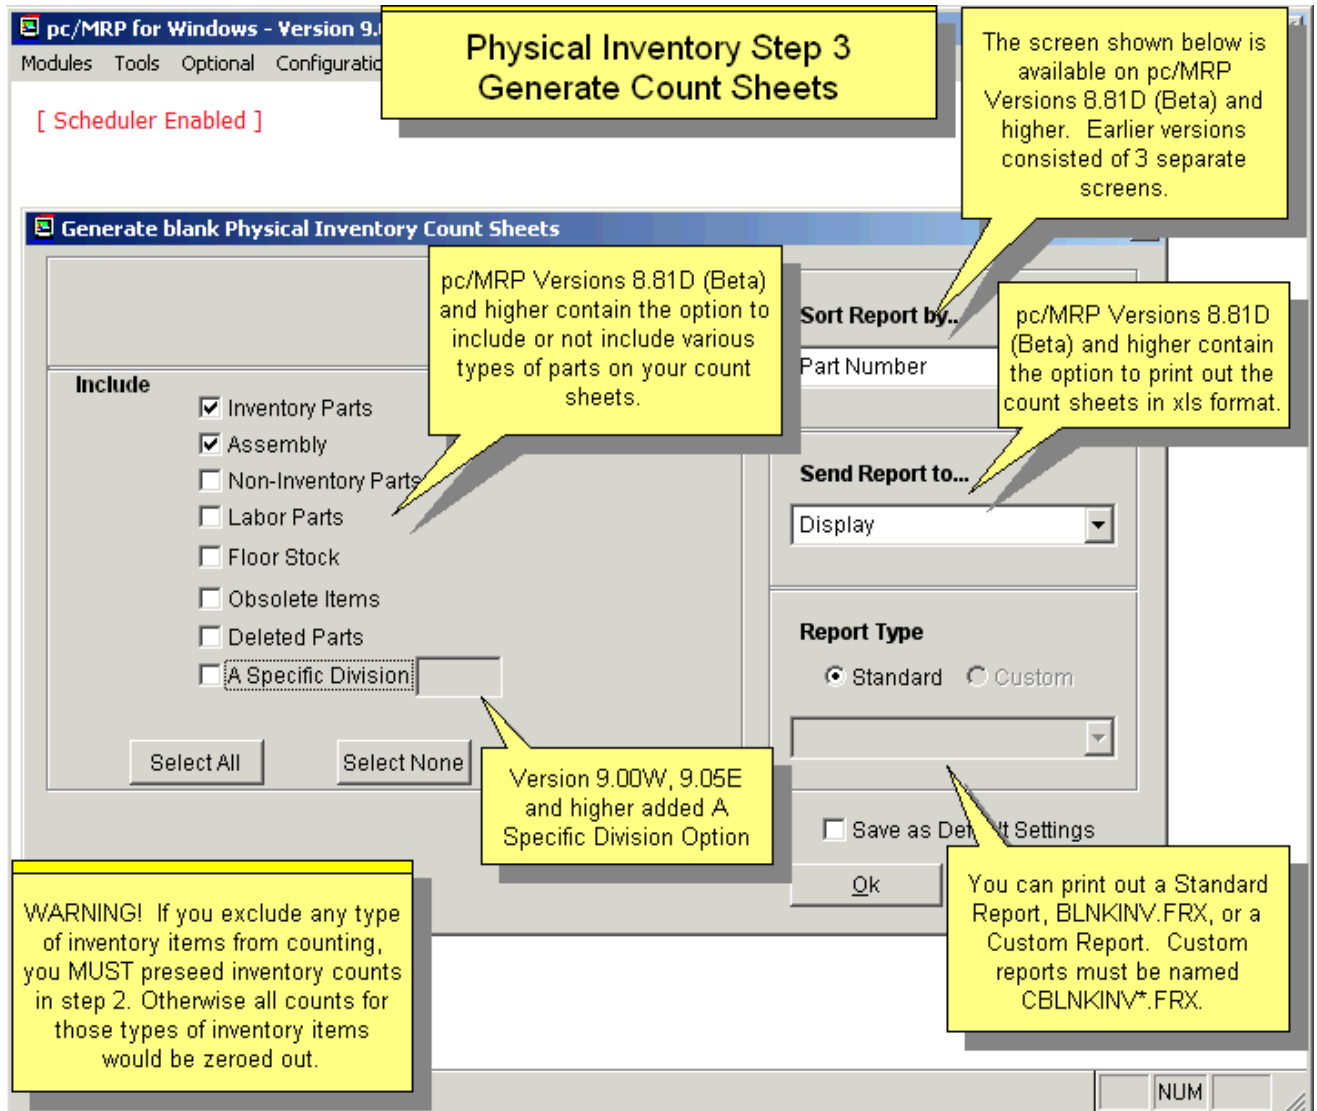 pc/MRP for Windows - Version 9.
Modules Tools Optional
[ Scheduler Enabled ]
Physical Inventory Step 3
Generate Count Sheets
The screen shown below is
available on pc/MRP
Versions 8.81D (Beta) and
higher. Earlier versions
consisted of 3 separate
screens.
Generate blank Physical Inventory Count Sheets
pc/MRP Versions 8.81D (Beta)
and higher contain the option to
include or not include various
types of parts on your count
sheets.
Sort Report by..
Part Number
pc/MRP Versions 8.81D
(Beta) and higher contain
the option to print out the
count sheets in xls format.
Include
Inventory Parts
Assembly
Non-Inventory Parts
Labor Parts
Floor Stock
Obsolete Items
Deleted Parts
A Specific Division
Select All
Select None
Send Report to...
Display
Report Type
Standard
Custom
Version 9.00W, 9.05E
and higher added A
Specific Division Option
Save as Default Settings
Ok
You can print out a Standard
Report, BLNKINV.FRX, or a
Custom Report. Custom
reports must be named
CBLNKINV*.FRX.
WARNING! If you exclude any type
of inventory items from counting,
you MUST preseed inventory counts
in step 2. Otherwise all counts for
those types of inventory items
would be zeroed out.
NUM